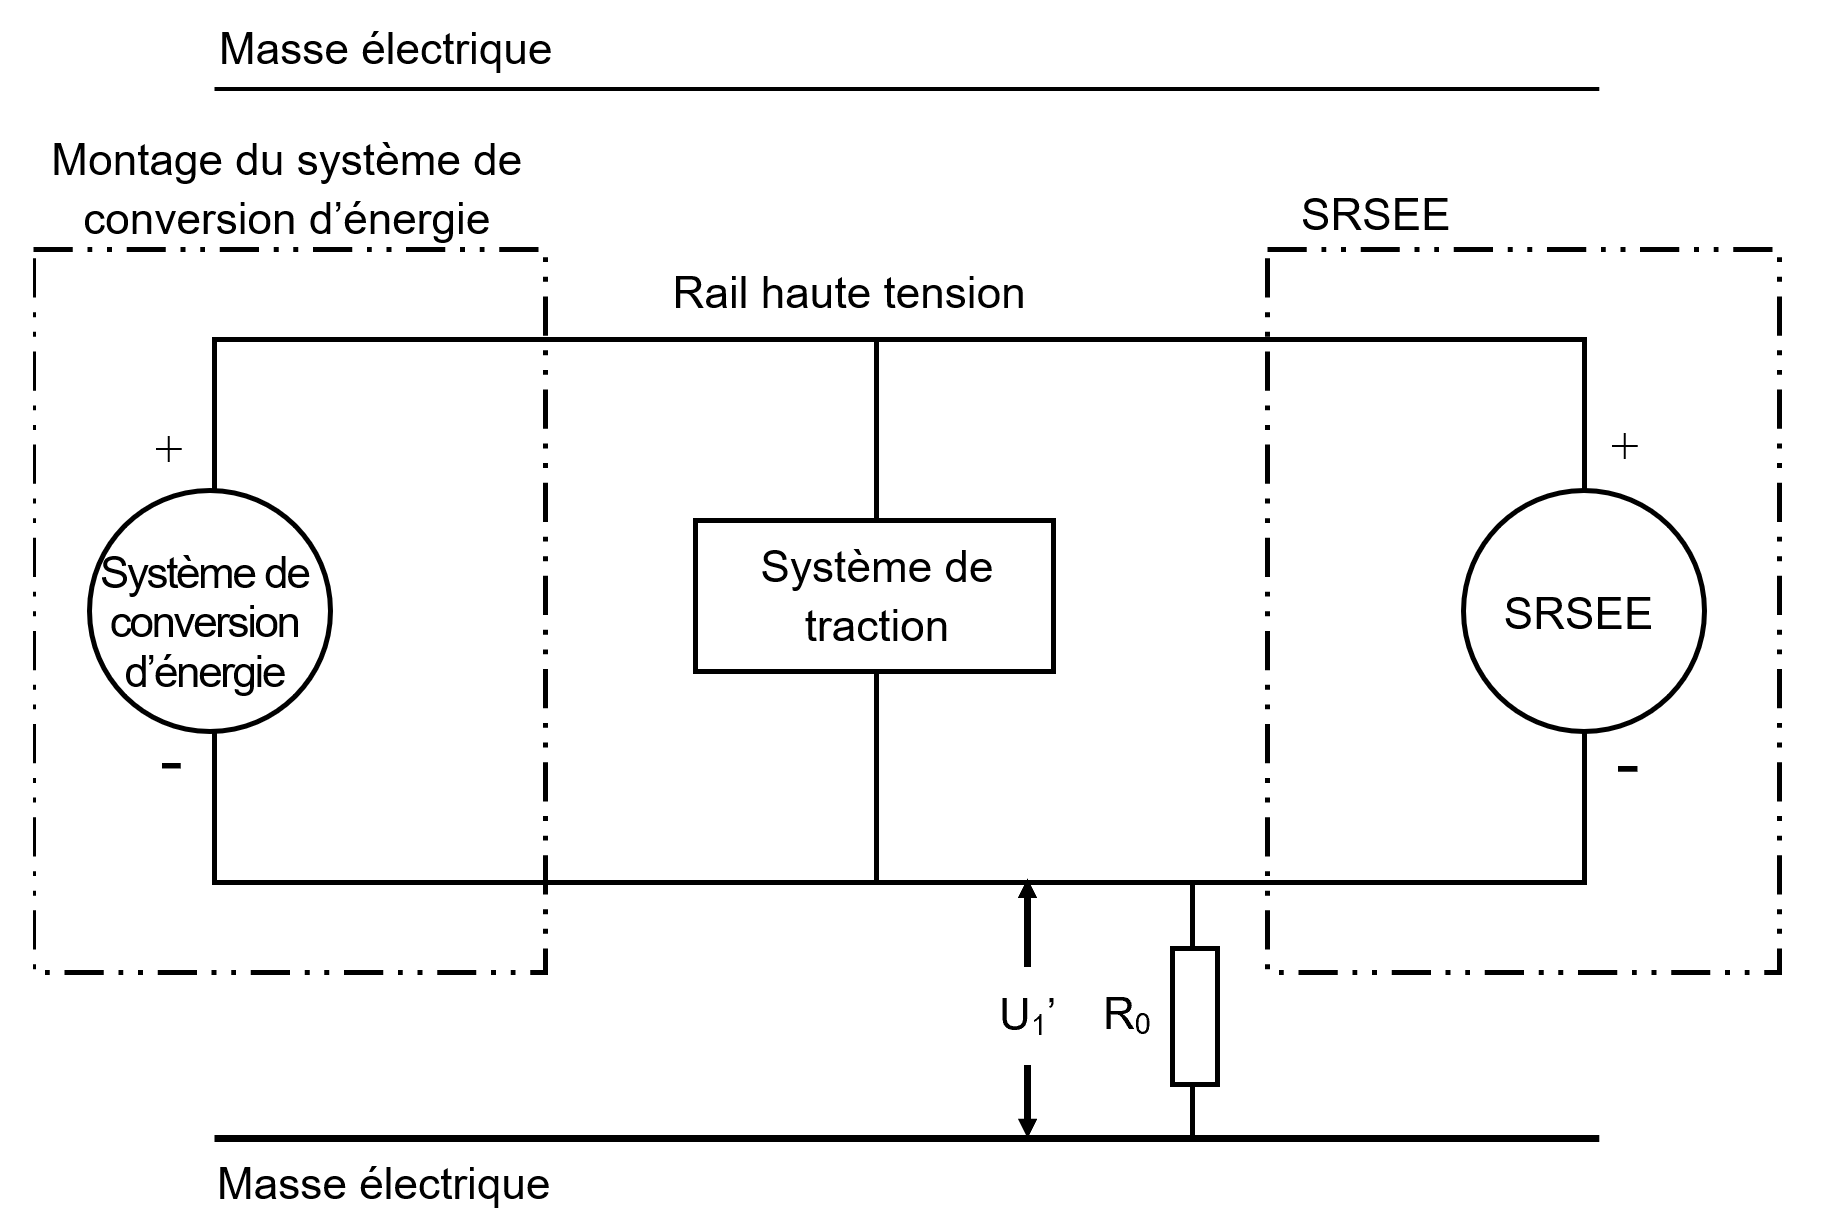 Masse électrique
Montage du système de
conversion d’énergie
SRSEE
Rail haute tension
+
+
Système de
conversion
d’énergie
Système de
traction
SRSEE
-
-
U₁’
R₀
Masse électrique